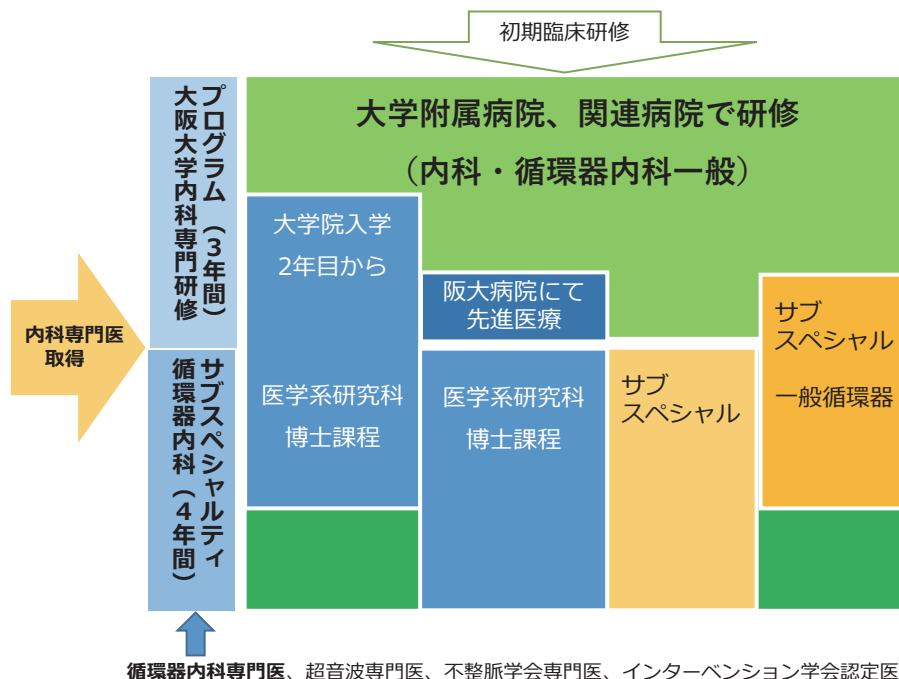 初期臨床研修
大学附属病院、関連病院で研修
（内科・循環器内科一般）
大阪大学内科専門研修
プログラム（3年間）
内科専門医
取得
循環器内科（4年間）
サブスペシャルティ
大学院入学
2年目から
医学系研究科
博士課程
阪大病院にて
先進医療
医学系研究科
博士課程
サブ
スペシャル
サブ
スペシャル
一般循環器
循環器内科専門医、超音波専門医、不整脈学会専門医、インターベンション学会認定医